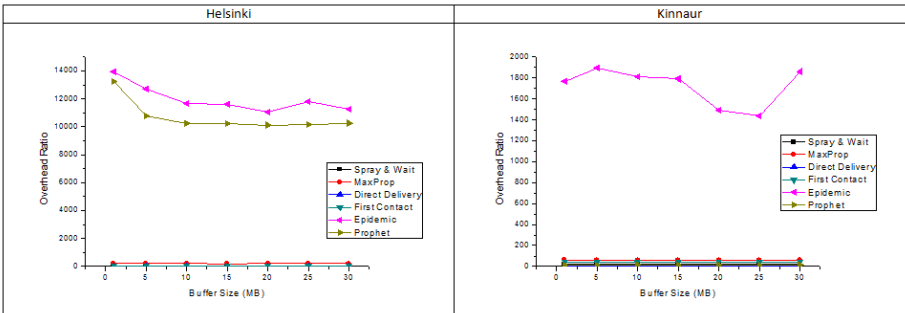 Helsinki
Kinnaur
14000
12000
10000
8000
6000
4000
2000
0
Overhead Ratio
Spray & Wait
MaxProp
Direct Delivery
First Contact
Epidemic
Prophet
0 5 10 15 20 25 30
Buffer Size (MB)
2000
1800
1600
1400
1200
1000
800
600
400
200
0
Overhead Ratio
Spray & Wait
MaxProp
Direct Delivery
First Contact
Epidemic
Prophet
0 5 10 15 20 25 30
Buffer Size (MB)